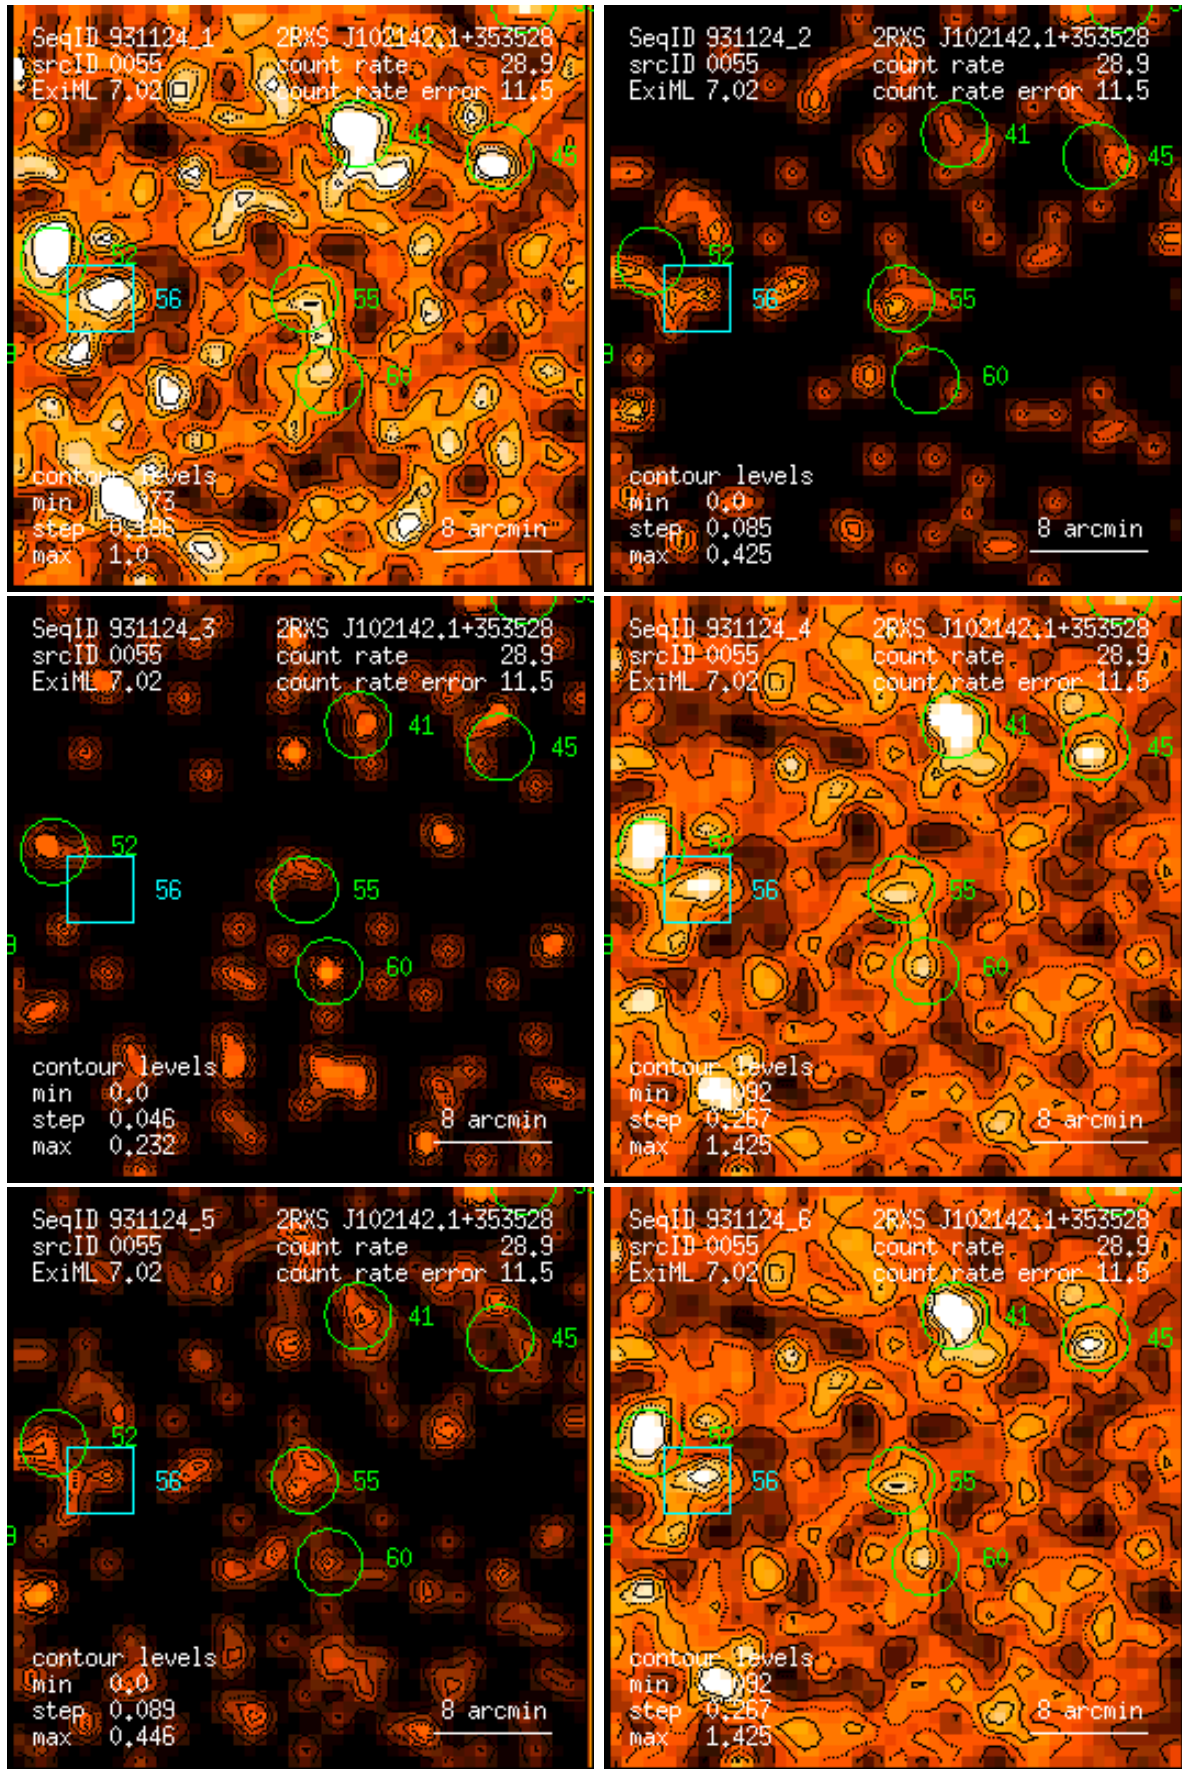 SeqID 931124_1 2RXS J102142.1+353528
srcID 0055 count rate 28.9
ExiML 7.02 count rate error 11.5
41
45
52
56
55
60
contour levels
min
step 0.186
max 1.0
8 arcmin
SeqID 931124_2 2RXS J102142.1+353528
srcID 0055 count rate 28.9
ExiML 7.02 count rate error 11.5
41
45
52
56
55
60
contour levels
min 0.0
step 0.085
max 0.425
8 arcmin
SeqID 931124_3 2RXS J102142.1+353528
srcID 0055 count rate 28.9
ExiML 7.02 count rate error 11.5
41
45
52
56
55
60
contour levels
min 0.0
step 0.046
max 0.232
8 arcmin
SeqID 931124_4 2RXS J102142.1+353528
srcID 0055 count rate 28.9
ExiML 7.02 count rate error 11.5
41
45
52
56
55
60
contour levels
min
step 0.267
max 1.425
8 arcmin
SeqID 931124_5 2RXS J102142.1+353528
srcID 0055 count rate 28.9
ExiML 7.02 count rate error 11.5
41
45
52
56
55
60
contour levels
min 0.0
step 0.089
max 0.446
8 arcmin
SeqID 931124_6 2RXS J102142.1+353528
srcID 0055 count rate 28.9
ExiML 7.02 count rate error 11.5
41
45
52
56
55
60
contour levels
min
step 0.267
max 1.425
8 arcmin